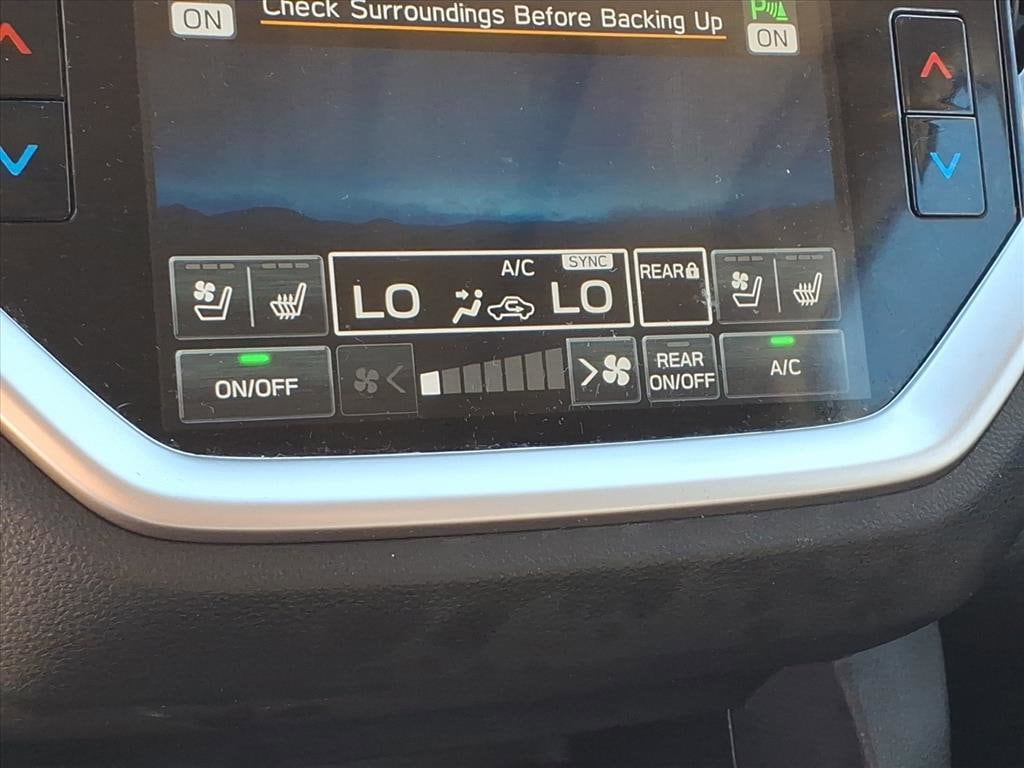 ON
Check Surroundings Before Backing Up
P
ON
A/C
SYNC
LO
LO
REAR
ON/OFF
REAR
ON/OFF
A/C